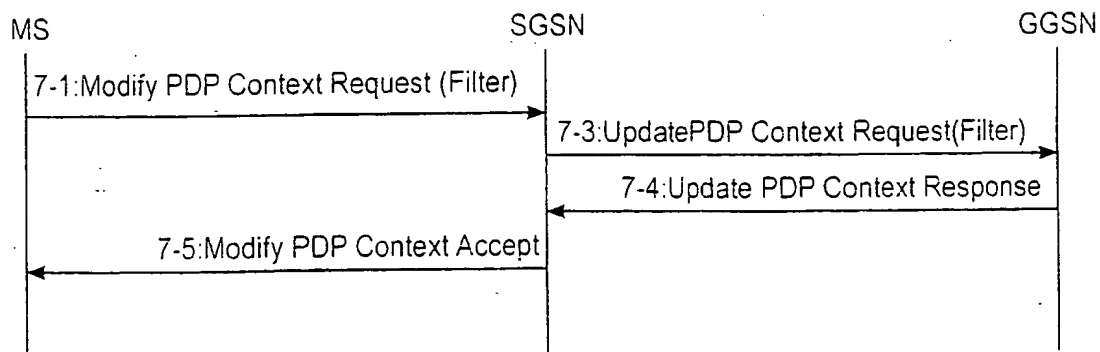 MS SGSN GGSN
7-1:Modify PDP Context Request (Filter)
7-3:UpdatePDP Context Request(Filter)
7-4:Update PDP Context Response
7-5:Modify PDP Context Accept